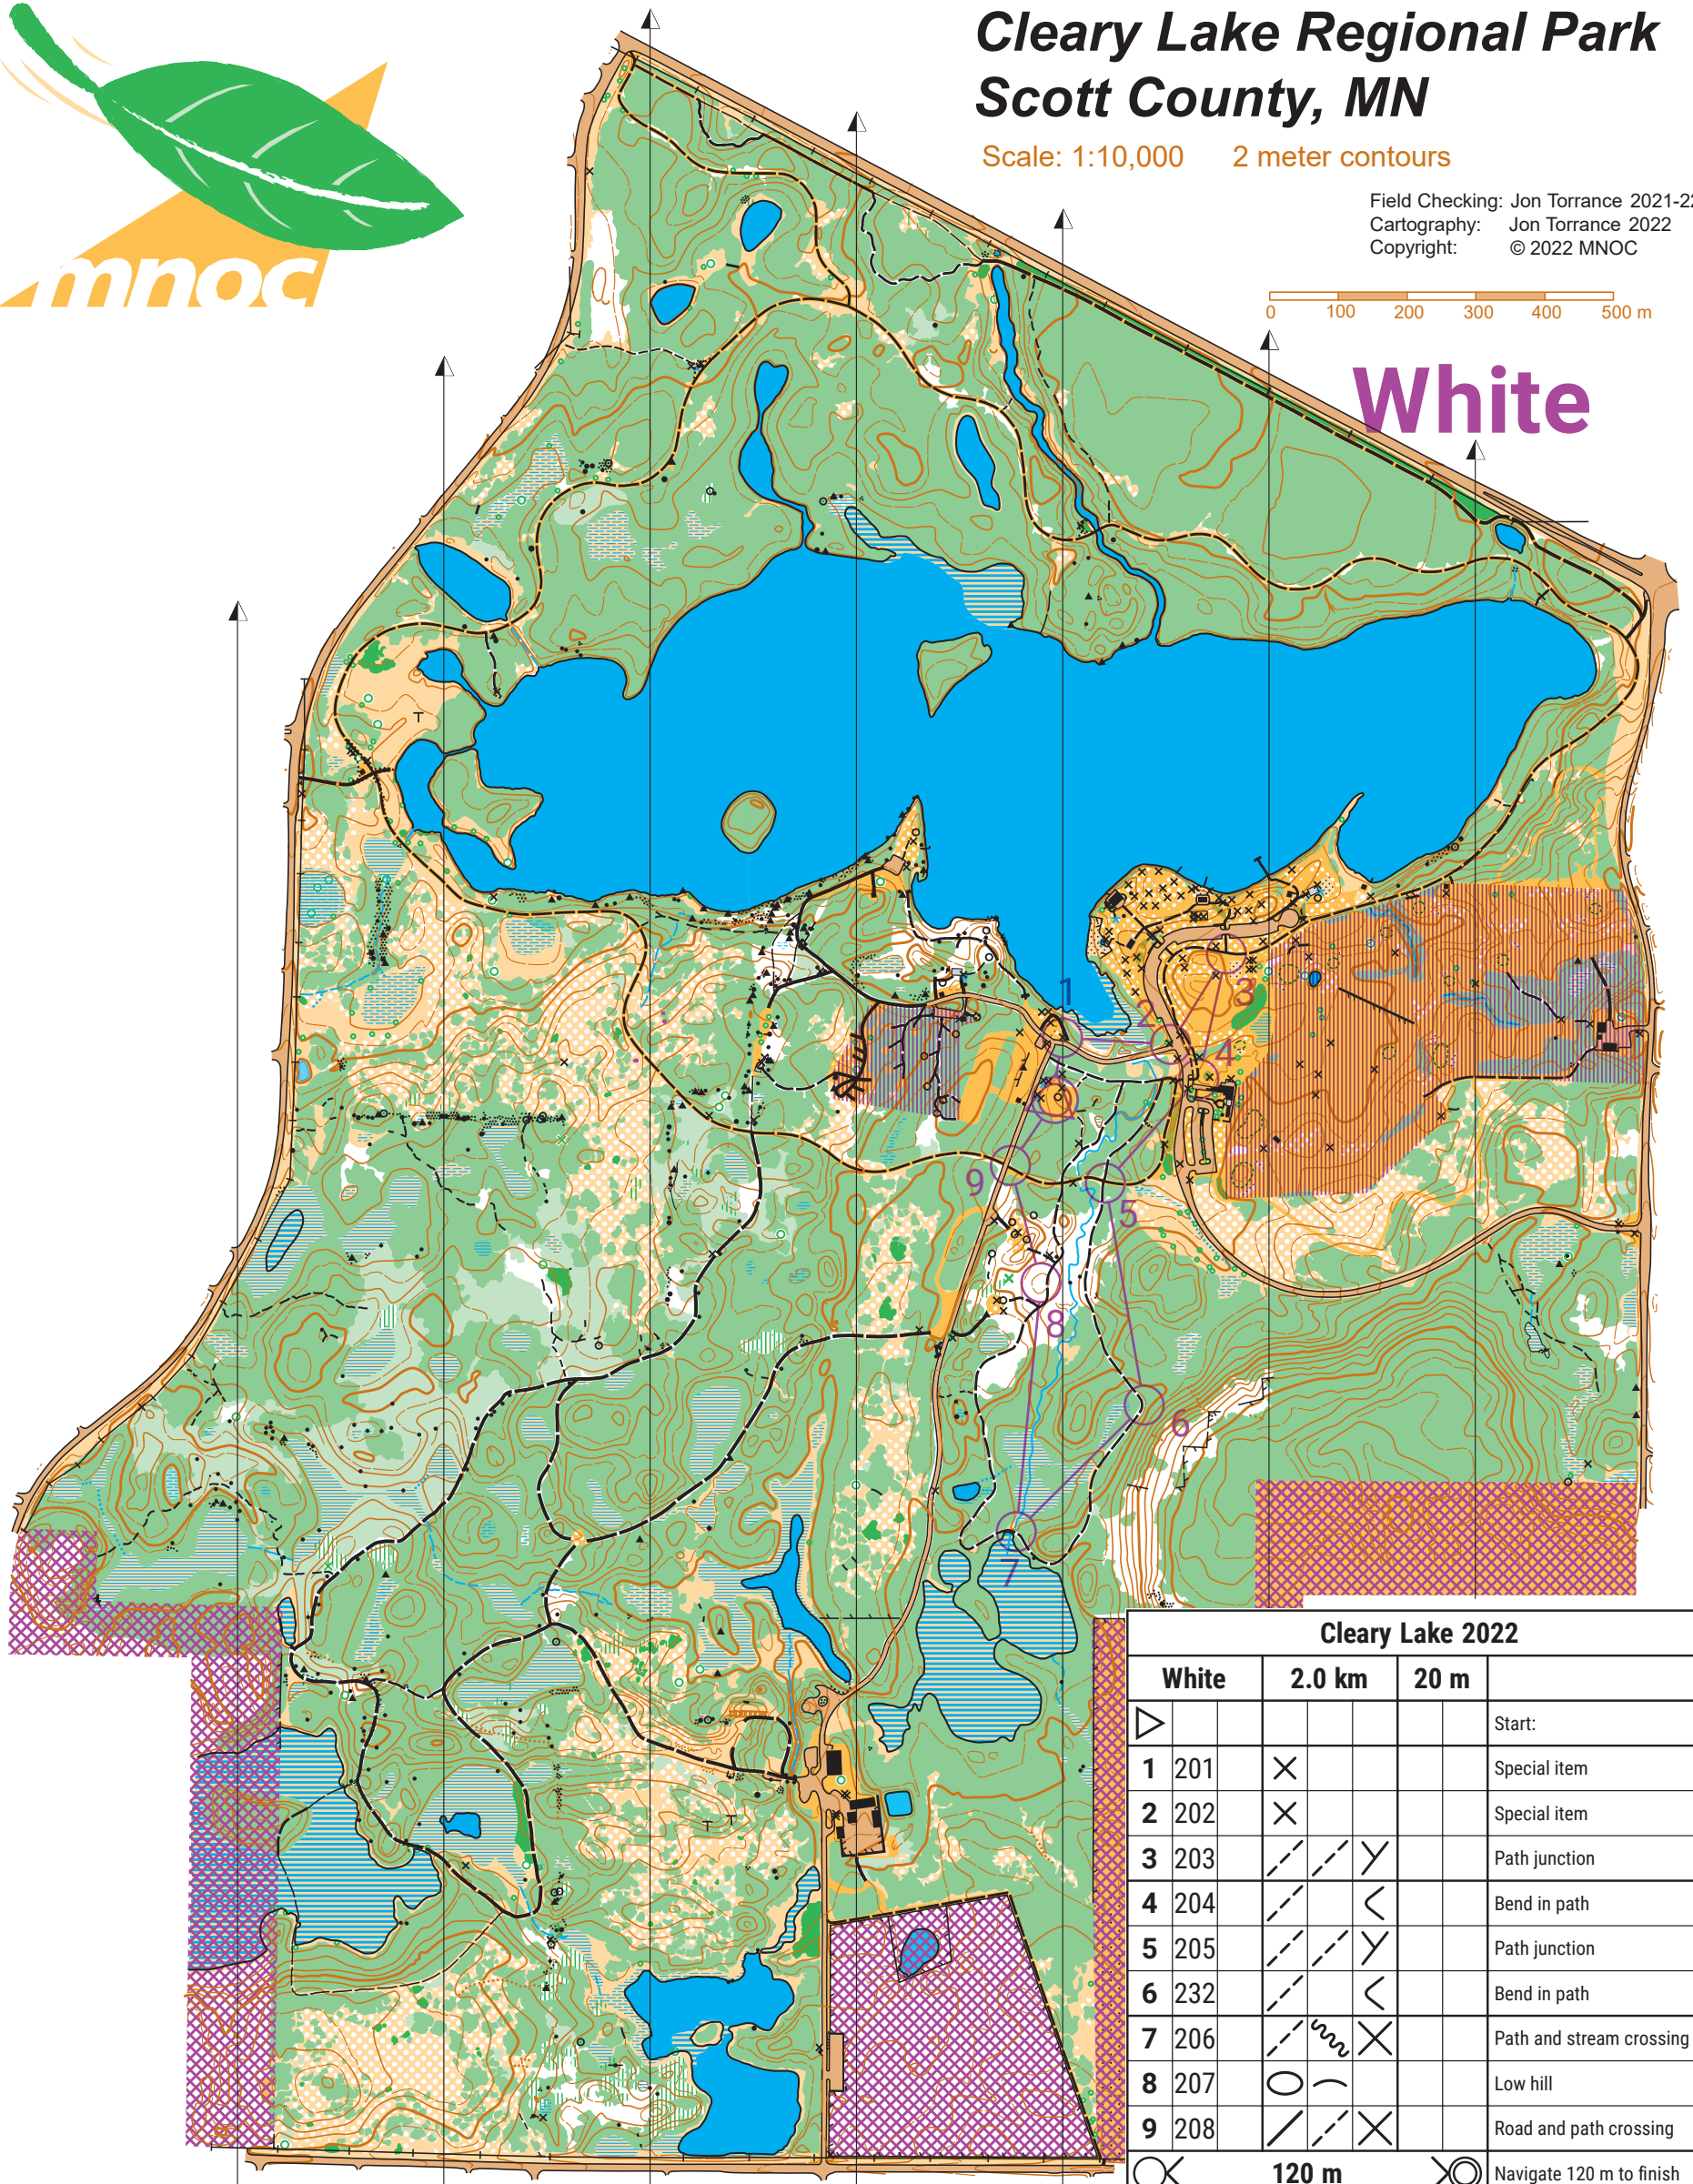 Cleary Lake Regional Park
Scott County, MN
Scale: 1:10,000 2 meter contours
Field Checking: Jon Torrance 2021-22
Cartography: Jon Torrance 2022
Copyright: © 2022 MNOC
mnoc
0 100 200 300 400 500 m
White
1
2
3
4
9
5
8
6
7
Cleary Lake 2022
White 2.0 km 20 m
Start:
1 201 Special item
2 202 Special item
3 203 Path junction
4 204 Bend in path
5 205 Path junction
6 232 Bend in path
7 206 Path and stream crossing
8 207 Low hill
9 208 Road and path crossing
120 m Navigate 120 m to finish